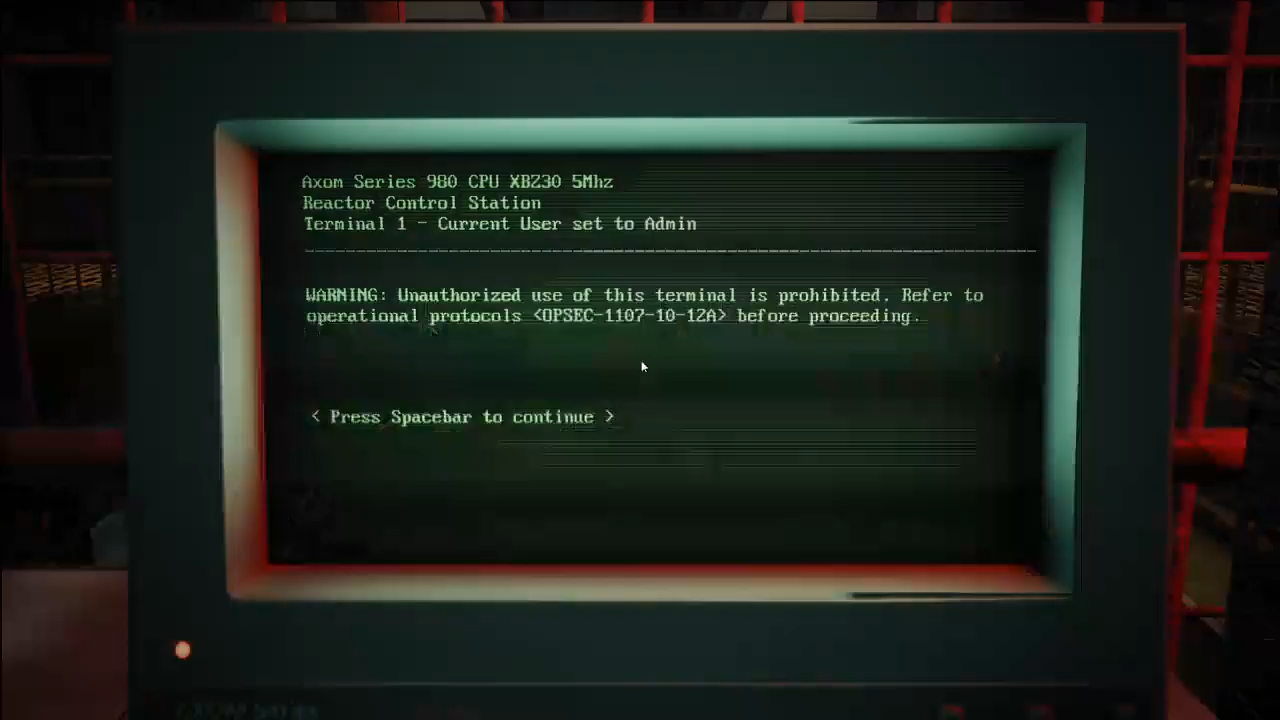 Axom Series 980 CPU XBZ30 5Mhz
Reactor Control Station
Terminal 1 - Current User set to Admin
WARNING: Unauthorized use of this terminal is prohibited. Refer to
operational protocols <OPSEC-1107-10-12A> before proceeding.
< Press Spacebar to continue >